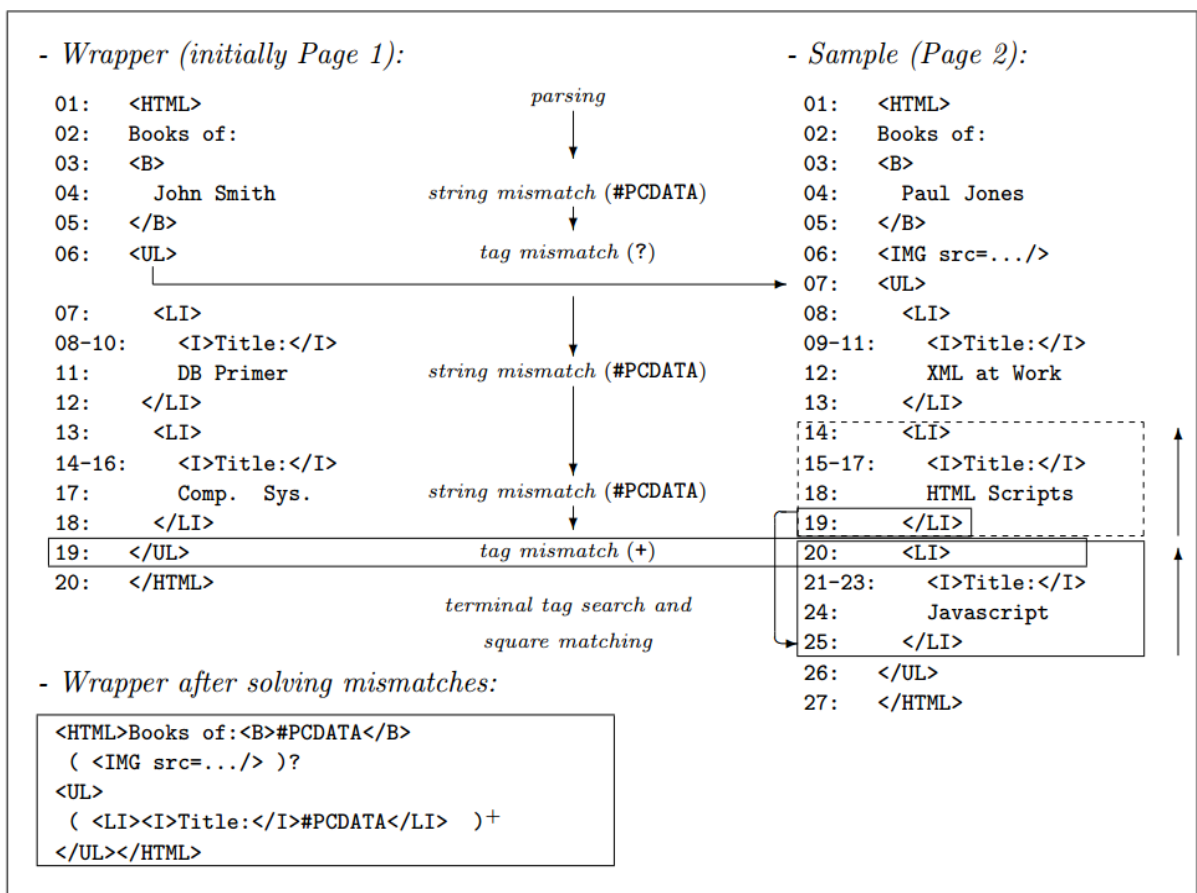 - Wrapper (initially Page 1):
01: <HTML>
02: Books of:
03: <B>
04: John Smith
05: </B>
06: <UL>
07: <LI>
08-10: <I>Title:</I>
11: DB Primer
12: </LI>
13: <LI>
14-16: <I>Title:</I>
17: Comp. Sys.
18: </LI>
19: </UL>
20: </HTML>
parsing
string mismatch (#PCDATA)
tag mismatch (?)
string mismatch (#PCDATA)
string mismatch (#PCDATA)
tag mismatch (+)
terminal tag search and
square matching
- Sample (Page 2):
01: <HTML>
02: Books of:
03: <B>
04: Paul Jones
05: </B>
06: <IMG src=.../>
07: <UL>
08: <LI>
09-11: <I>Title:</I>
12: XML at Work
13: </LI>
14: <LI>
15-17: <I>Title:</I>
18: HTML Scripts
19: </LI>
20: <LI>
21-23: <I>Title:</I>
24: Javascript
25: </LI>
26: </UL>
27: </HTML>
- Wrapper after solving mismatches:
<HTML>Books of:<B>#PCDATA</B>
( <IMG src=.../> )?
<UL>
( <LI><I>Title:</I>#PCDATA</LI> )+
</UL></HTML>